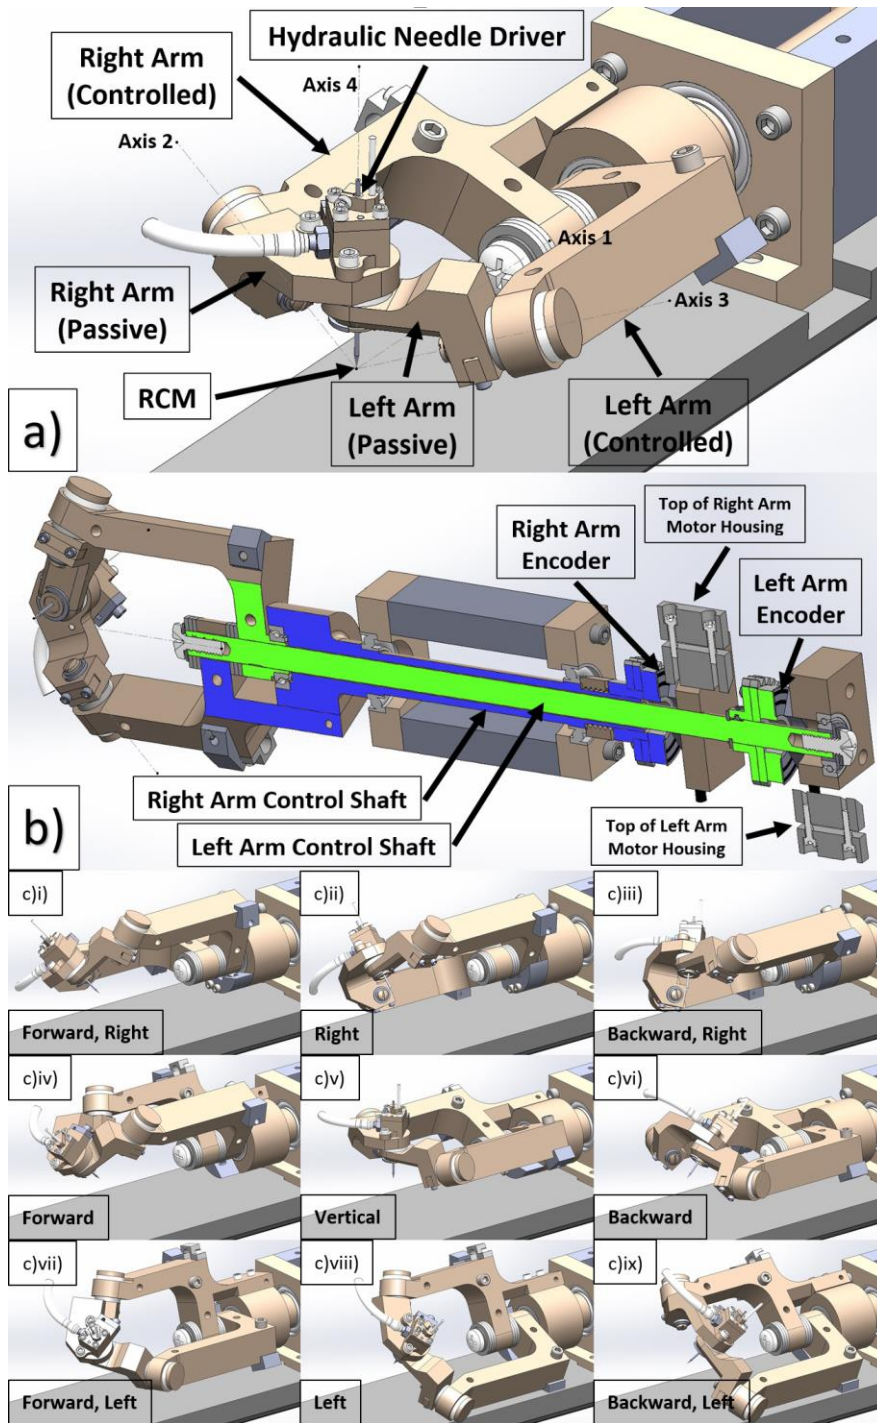 Right Arm
(Controlled)
Hydraulic Needle Driver
Axis 4
Axis 2
Axis 1
Axis 3
Right Arm
(Passive)
RCM
Left Arm
(Passive)
Left Arm
(Controlled)
a)
Right Arm
Encoder
Top of Right Arm
Motor Housing
Left Arm
Encoder
Right Arm Control Shaft
Left Arm Control Shaft
Top of Left Arm
Motor Housing
b)
c)i)
Forward, Right
c)ii)
Right
c)iii)
Backward, Right
c)iv)
Forward
c)v)
Vertical
c)vi)
Backward
c)vii)
Forward, Left
c)viii)
Left
c)ix)
Backward, Left